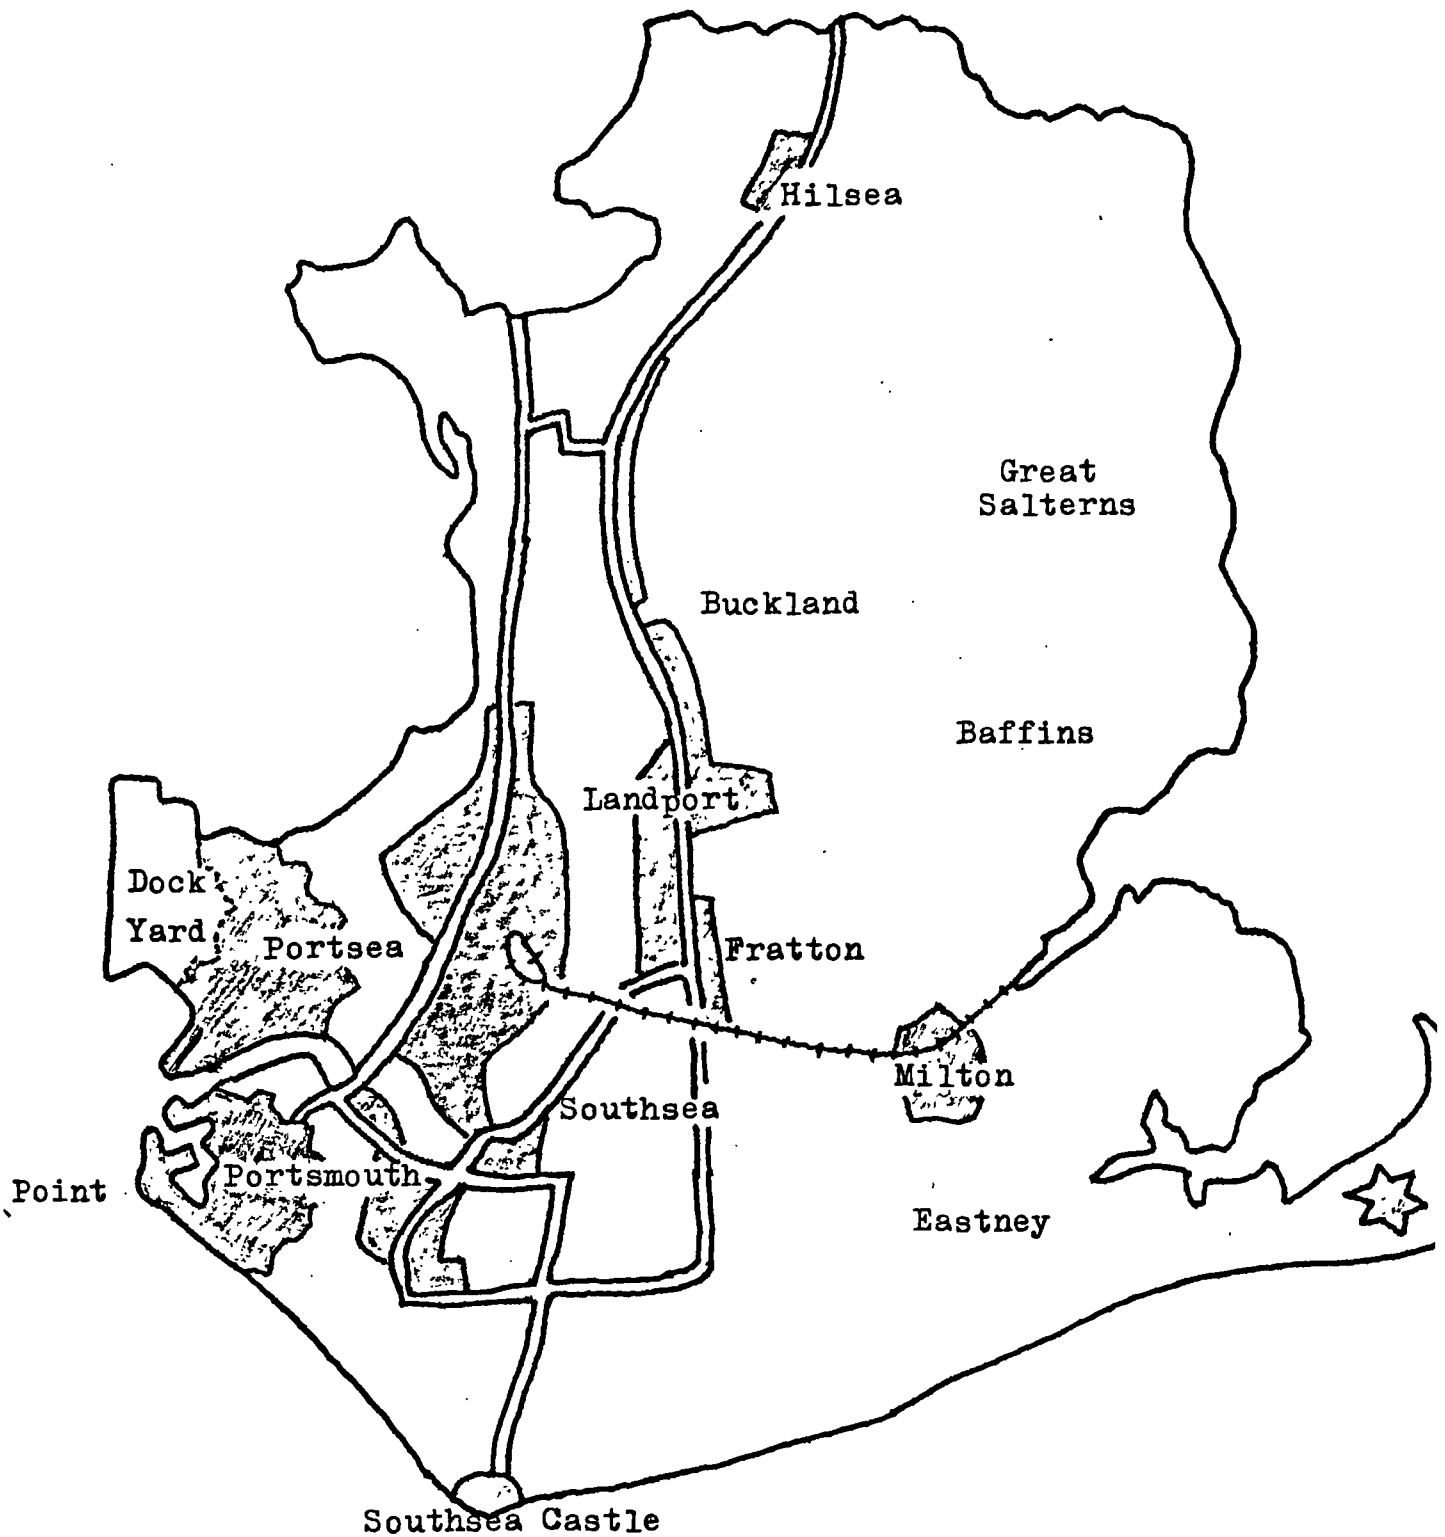 Hilsea
Great
Salterns
Buckland
Baffins
Landport
Dock
Yard
Portsea
Fratton
Milton
Southsea
Portsmouth
Point
Eastney
Southsea Castle